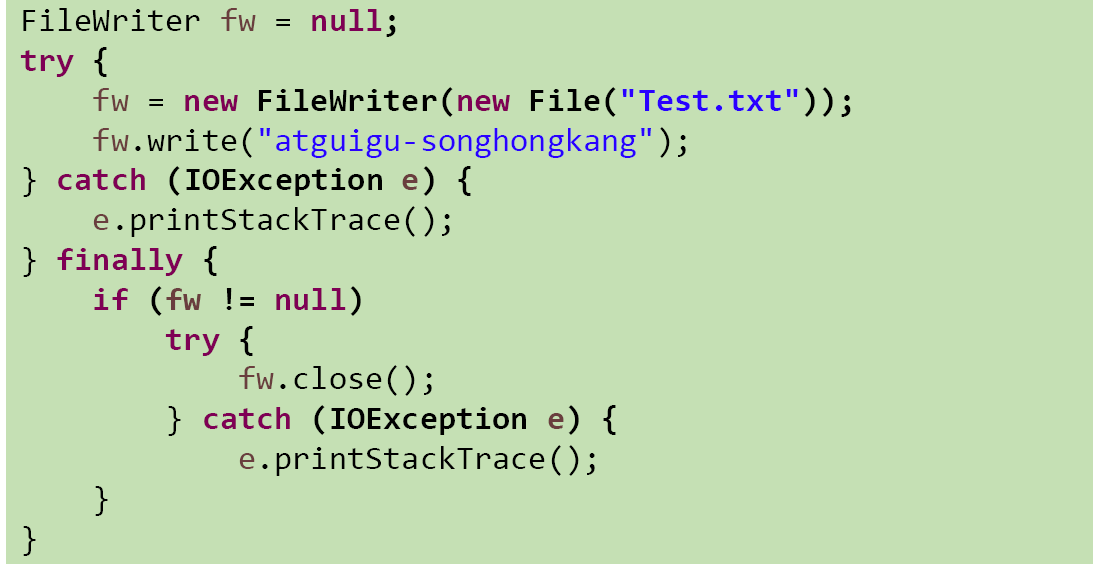 FileWriter fw = null;
try {
    fw = new FileWriter(new File("Test.txt"));
    fw.write("atguigu-songhongkang");
} catch (IOException e) {
    e.printStackTrace();
} finally {
    if (fw != null)
        try {
            fw.close();
        } catch (IOException e) {
            e.printStackTrace();
    }
}